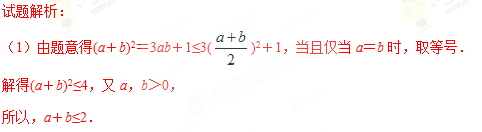 试题解析：
（1）由题意得(a＋b)²＝3ab＋1≤3(\frac{a+b}{2})²＋1，当且仅当 a＝b 时，取等号．
解得(a＋b)²≤4，又 a，b＞0，
所以，a＋b≤2．